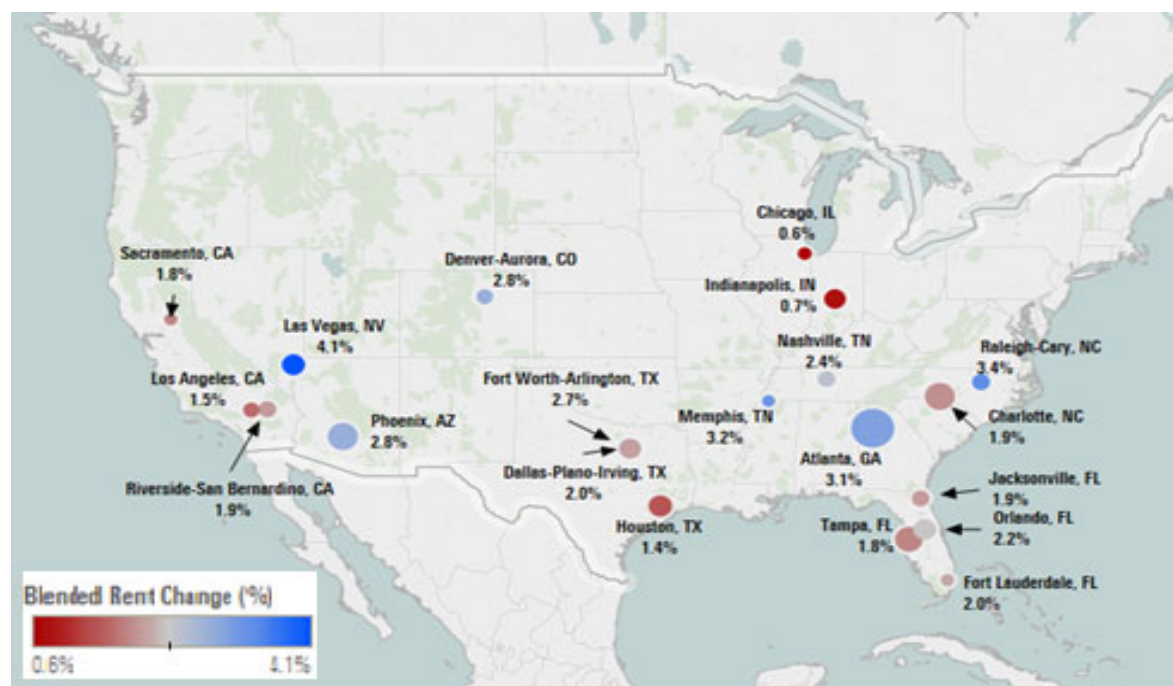 Chicago, IL
0.6%
Sacramento, CA
1.8%
Denver-Aurora, CO
2.8%
Indianapolis, IN
0.7%
Las Vegas, NV
4.1%
Nashville, TN
2.4%
Raleigh-Cary, NC
3.4%
Los Angeles, CA
1.5%
Fort Worth-Arlington, TX
2.7%
Phoenix, AZ
2.8%
Memphis, TN
3.2%
Charlotte, NC
1.9%
Atlanta, GA
3.1%
Dallas-Plano-Irving, TX
2.0%
Riverside-San Bernardino, CA
1.9%
Jacksonville, FL
1.9%
Houston, TX
1.4%
Tampa, FL
1.8%
Orlando, FL
2.2%
Fort Lauderdale, FL
2.0%
Blended Rent Change (%)
0.6% 4.1%